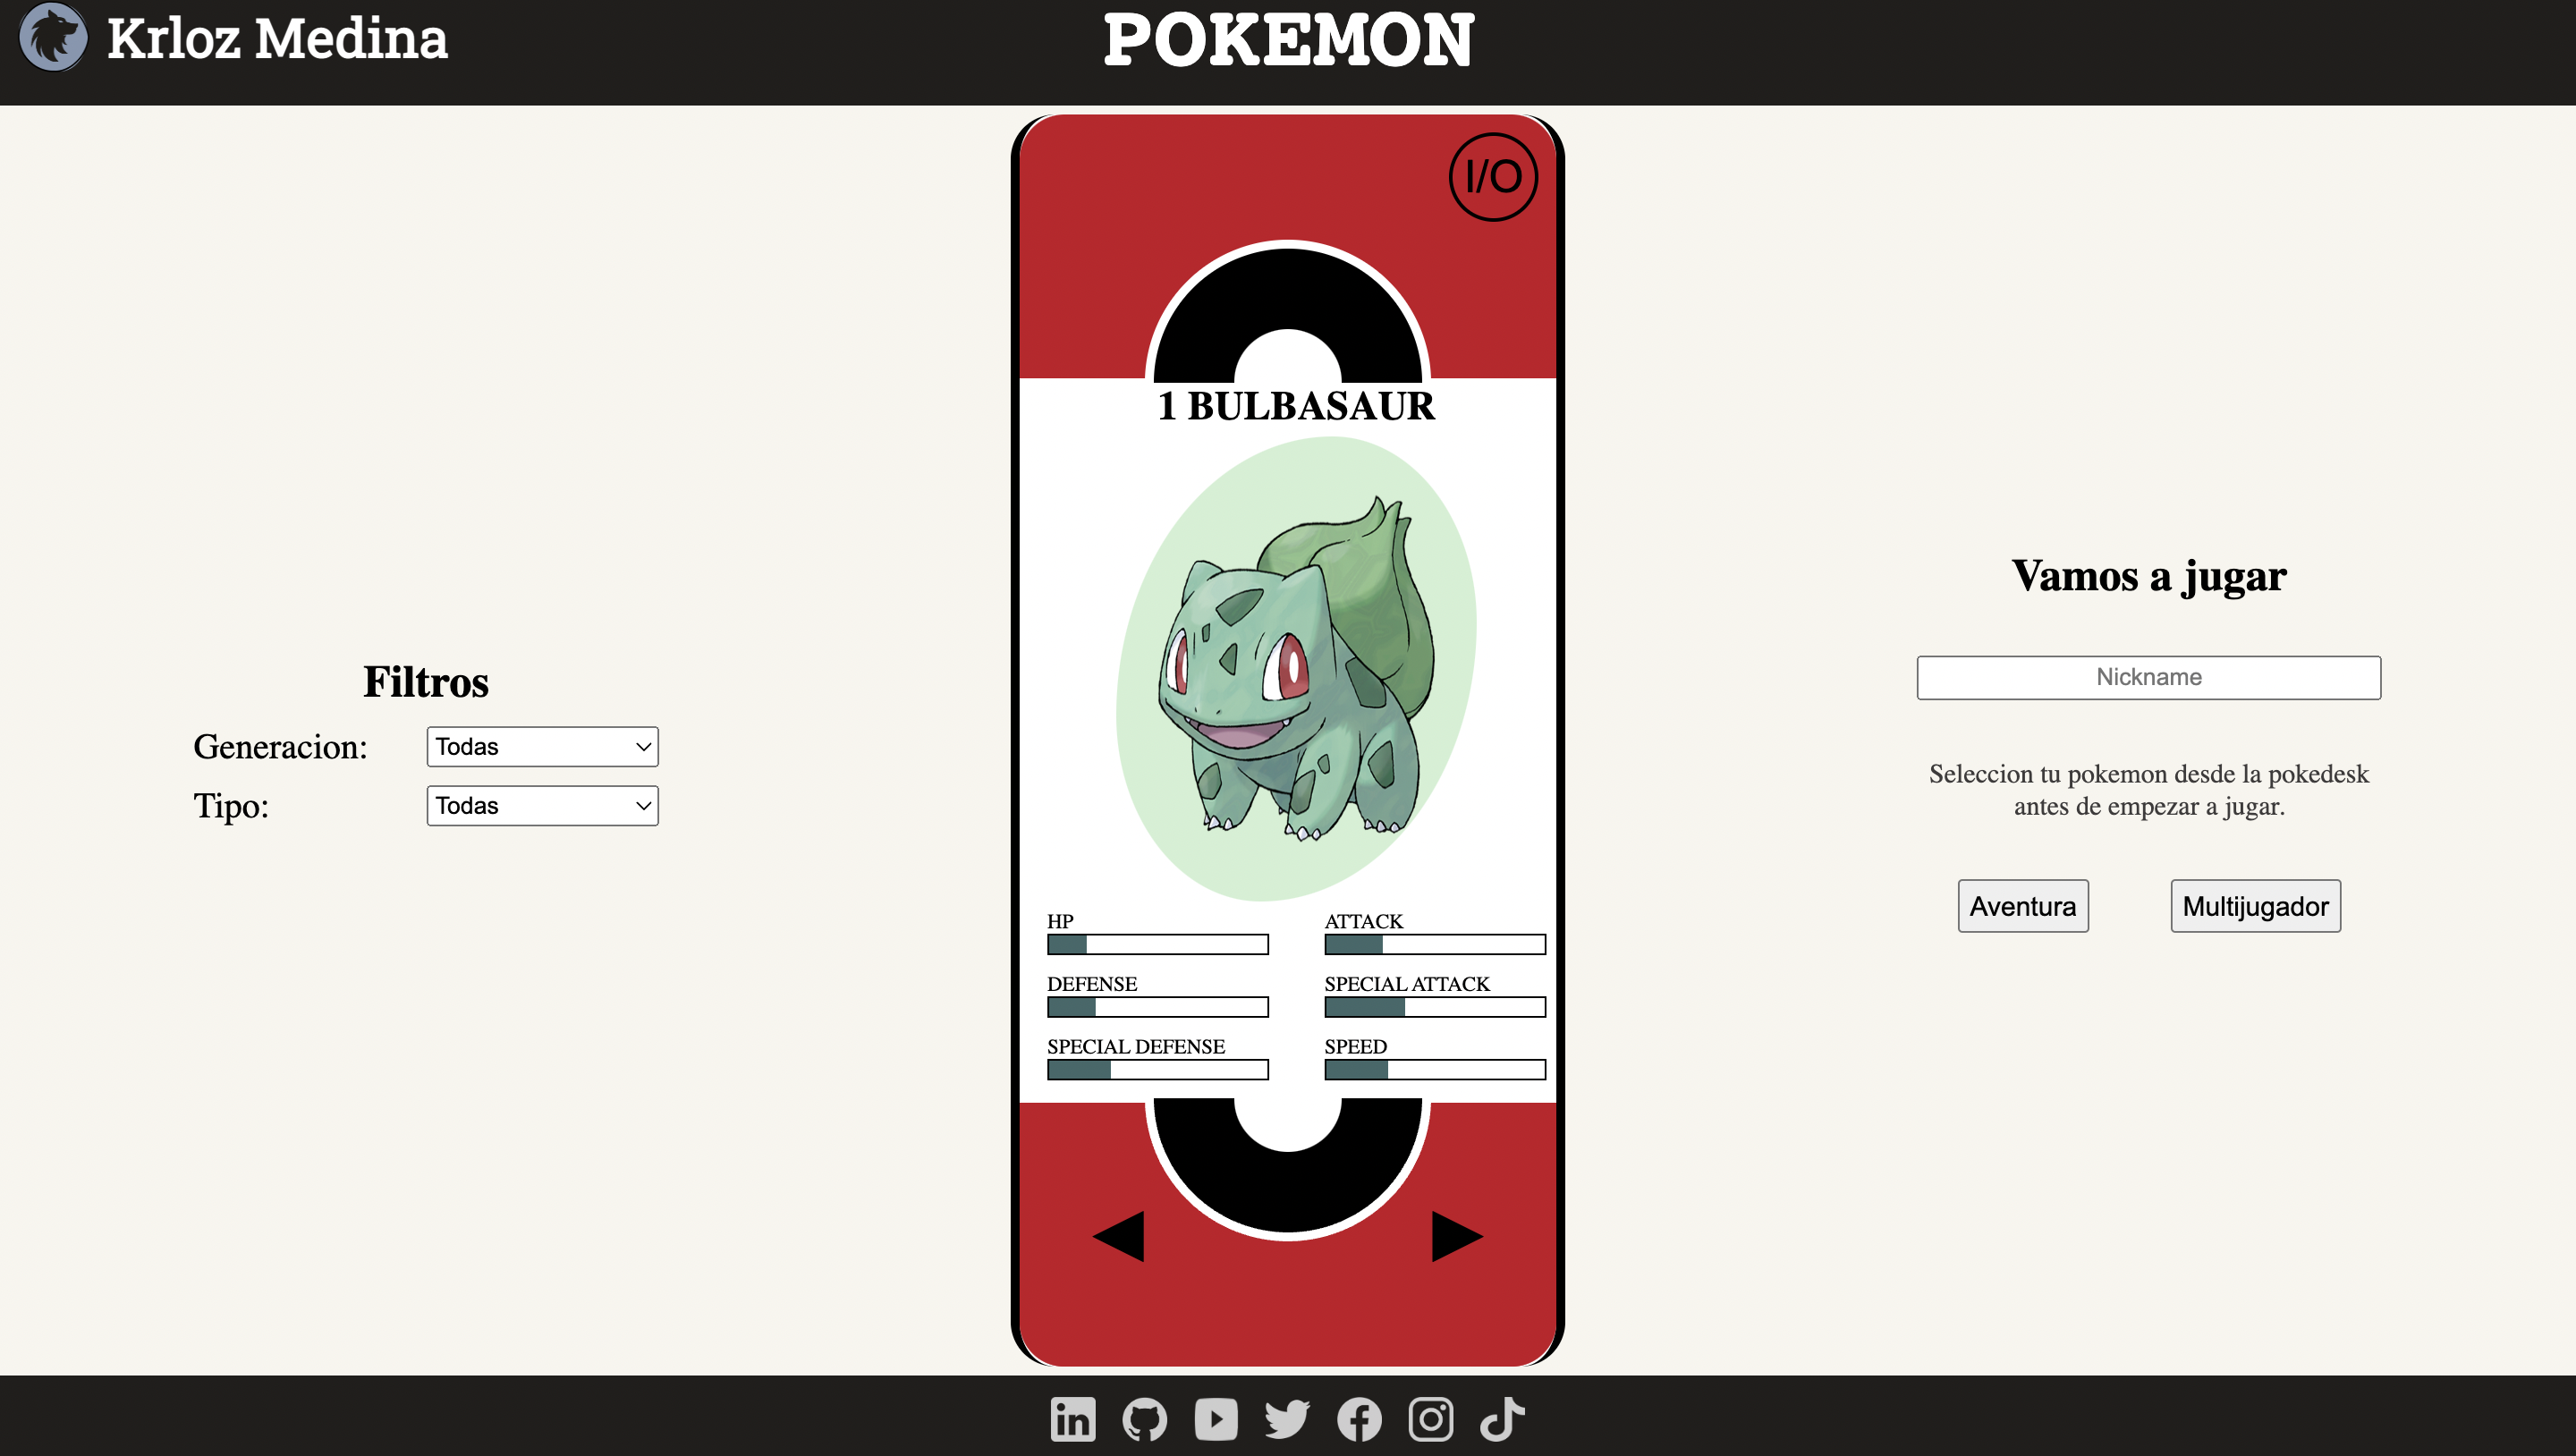 Krloz Medina
POKEMON
I/O
1 BULBASAUR
Filtros
Generacion:
Todas
Tipo:
Todas
HP
ATTACK
DEFENSE
SPECIAL ATTACK
SPECIAL DEFENSE
SPEED
Vamos a jugar
Nickname
Seleccion tu pokemon desde la pokedesk
antes de empezar a jugar.
Aventura
Multijugador
in